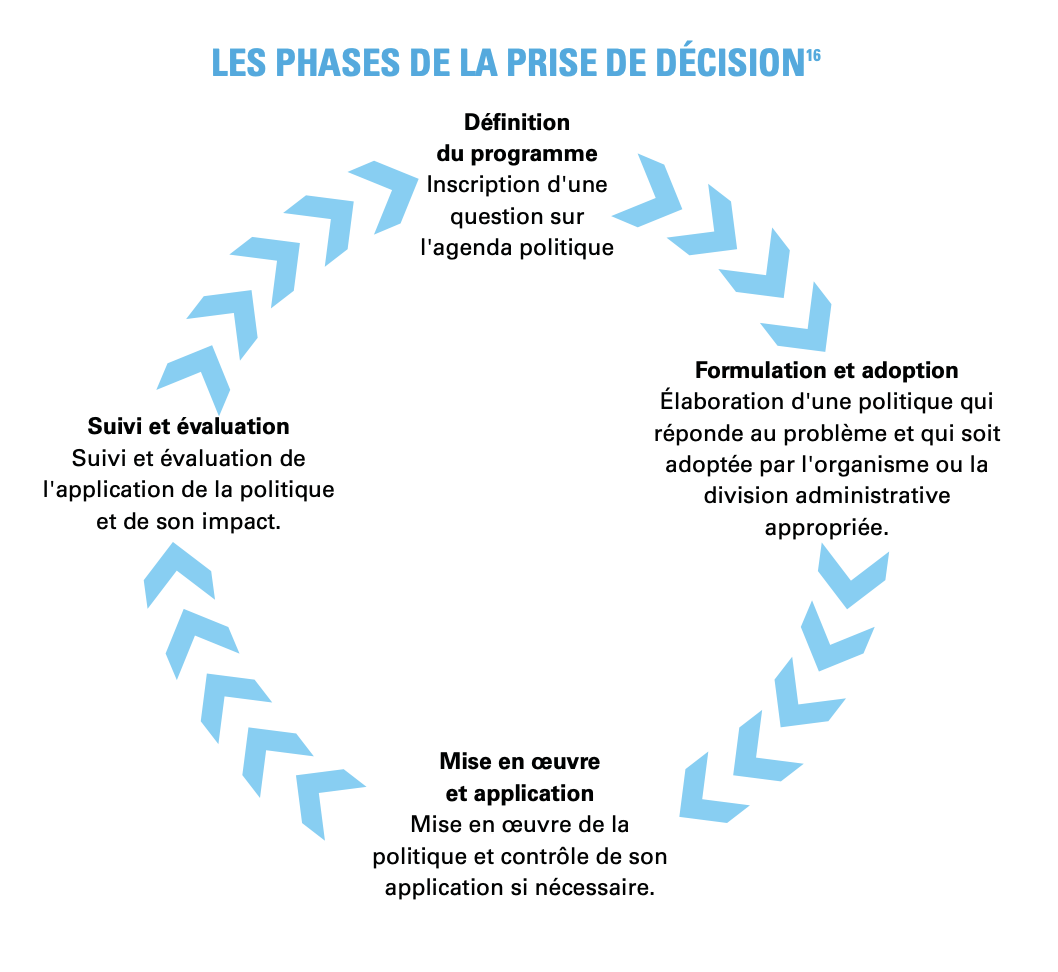 LES PHASES DE LA PRISE DE DÉCISION16
Définition
du programme
Inscription d'une
question sur
l'agenda politique
Formulation et adoption
Élaboration d'une politique qui
réponde au problème et qui soit
adoptée par l'organisme ou la
division administrative
appropriée.
Mise en œuvre
et application
Mise en œuvre de la
politique et contrôle de son
application si nécessaire.
Suivi et évaluation
Suivi et évaluation de
l'application de la politique
et de son impact.